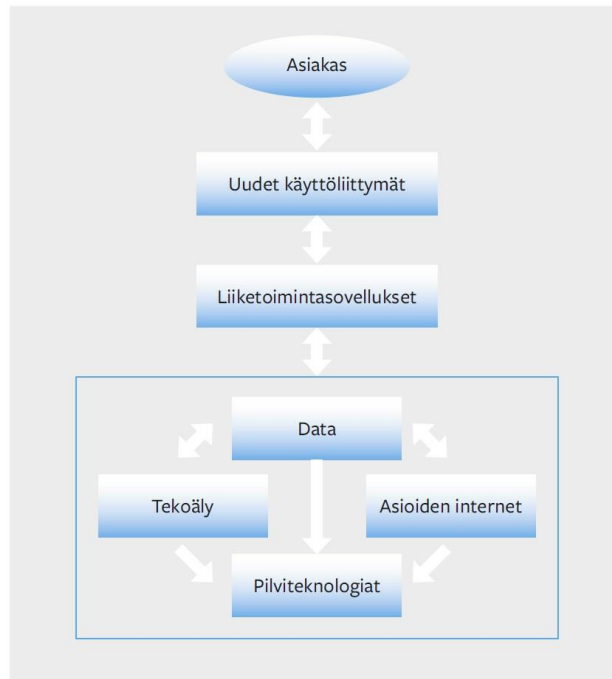 Asiakas
Uudet käyttöliittymät
Liiketoimintasovellukset
Data
Tekoäly
Asioiden internet
Pilviteknologiat